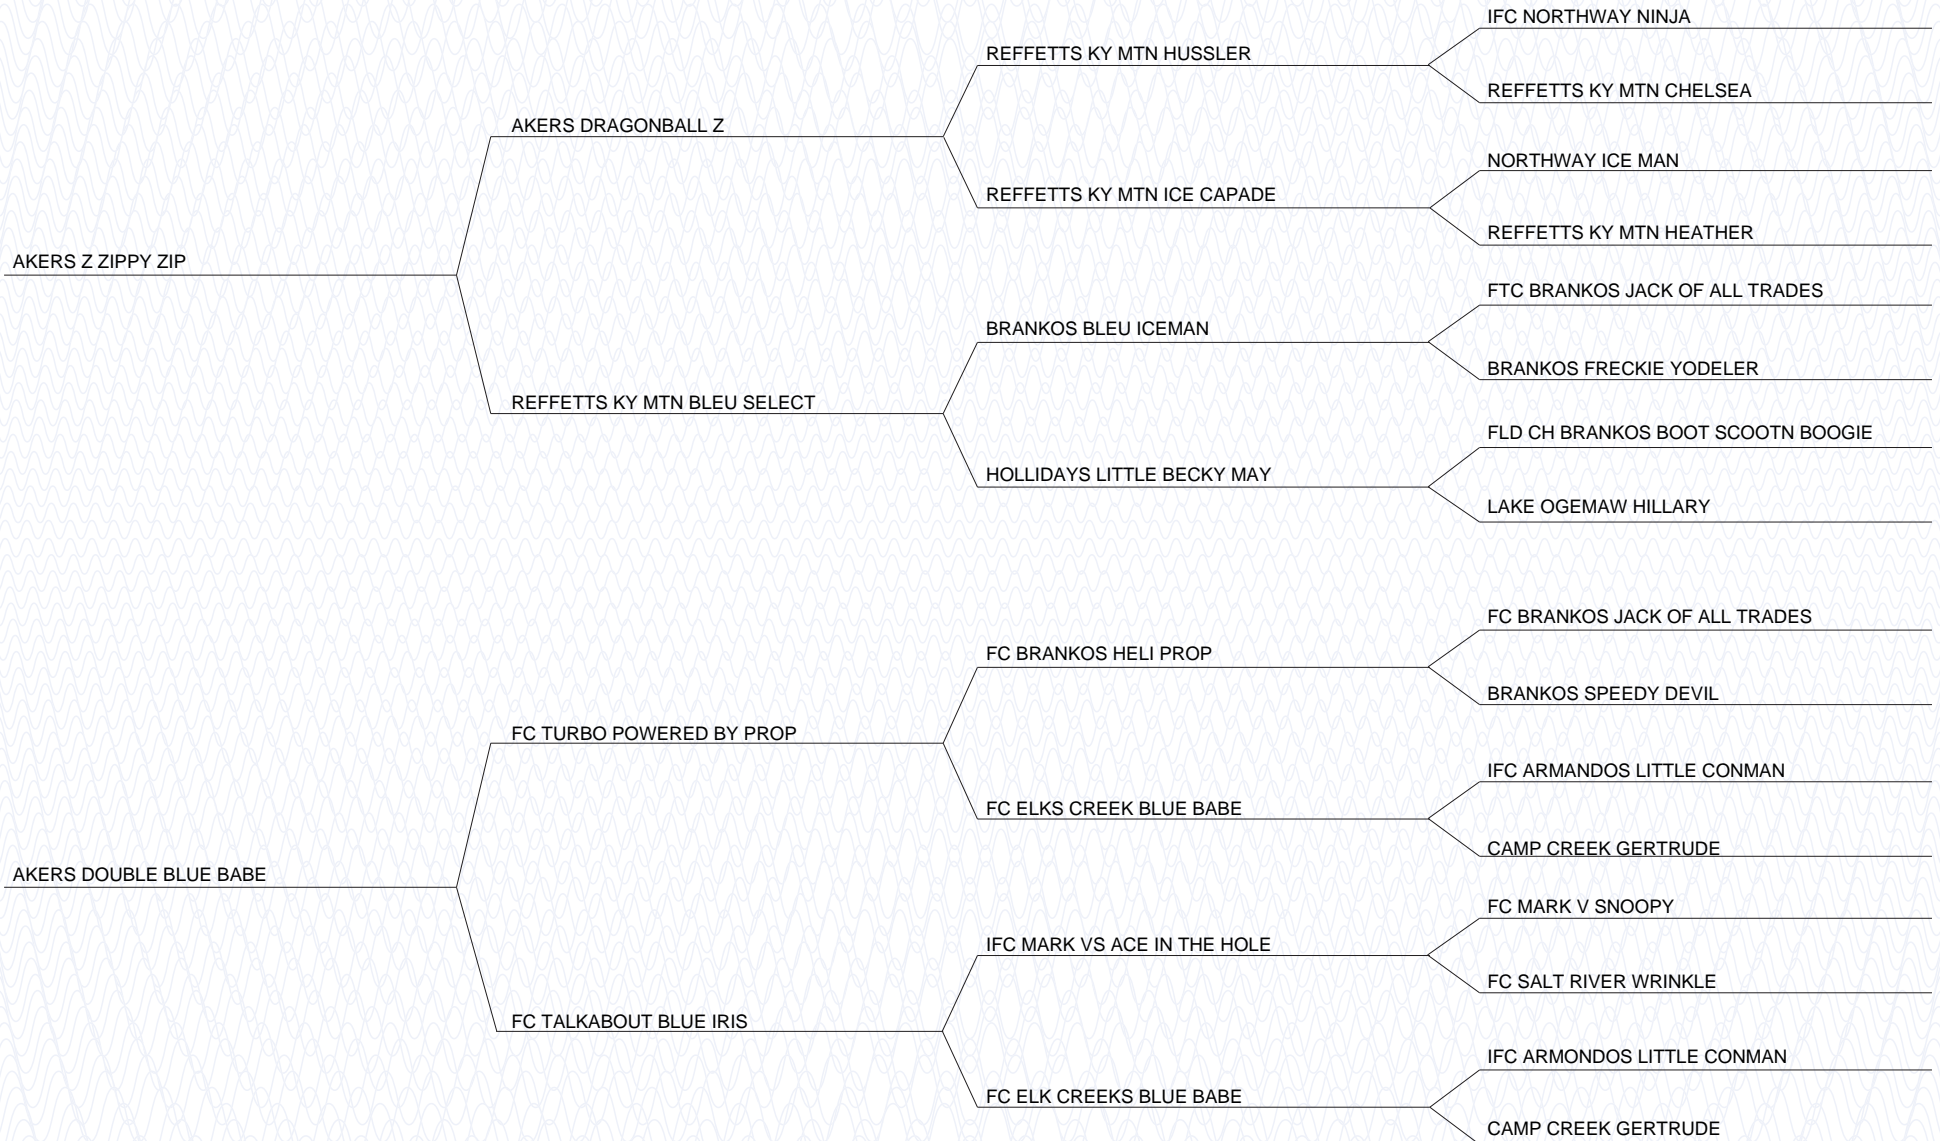 IFC NORTHWAY NINJA
REFFETTS KY MTN HUSSLER
REFFETTS KY MTN CHELSEA
AKERS DRAGONBALL Z
NORTHWAY ICE MAN
REFFETTS KY MTN ICE CAPADE
REFFETTS KY MTN HEATHER
AKERS Z ZIPPY ZIP
FTC BRANKOS JACK OF ALL TRADES
BRANKOS BLEU ICEMAN
BRANKOS FRECKIE YODELER
REFFETTS KY MTN BLEU SELECT
FLD CH BRANKOS BOOT SCOOTN BOOGIE
HOLLIDAYS LITTLE BECKY MAY
LAKE OGEMAW HILLARY
FC BRANKOS JACK OF ALL TRADES
FC BRANKOS HELI PROP
BRANKOS SPEEDY DEVIL
FC TURBO POWERED BY PROP
IFC ARMANDOS LITTLE CONMAN
FC ELKS CREEK BLUE BABE
CAMP CREEK GERTRUDE
AKERS DOUBLE BLUE BABE
FC MARK V SNOOPY
IFC MARK VS ACE IN THE HOLE
FC SALT RIVER WRINKLE
FC TALKABOUT BLUE IRIS
IFC ARMONDOS LITTLE CONMAN
FC ELK CREEKS BLUE BABE
CAMP CREEK GERTRUDE